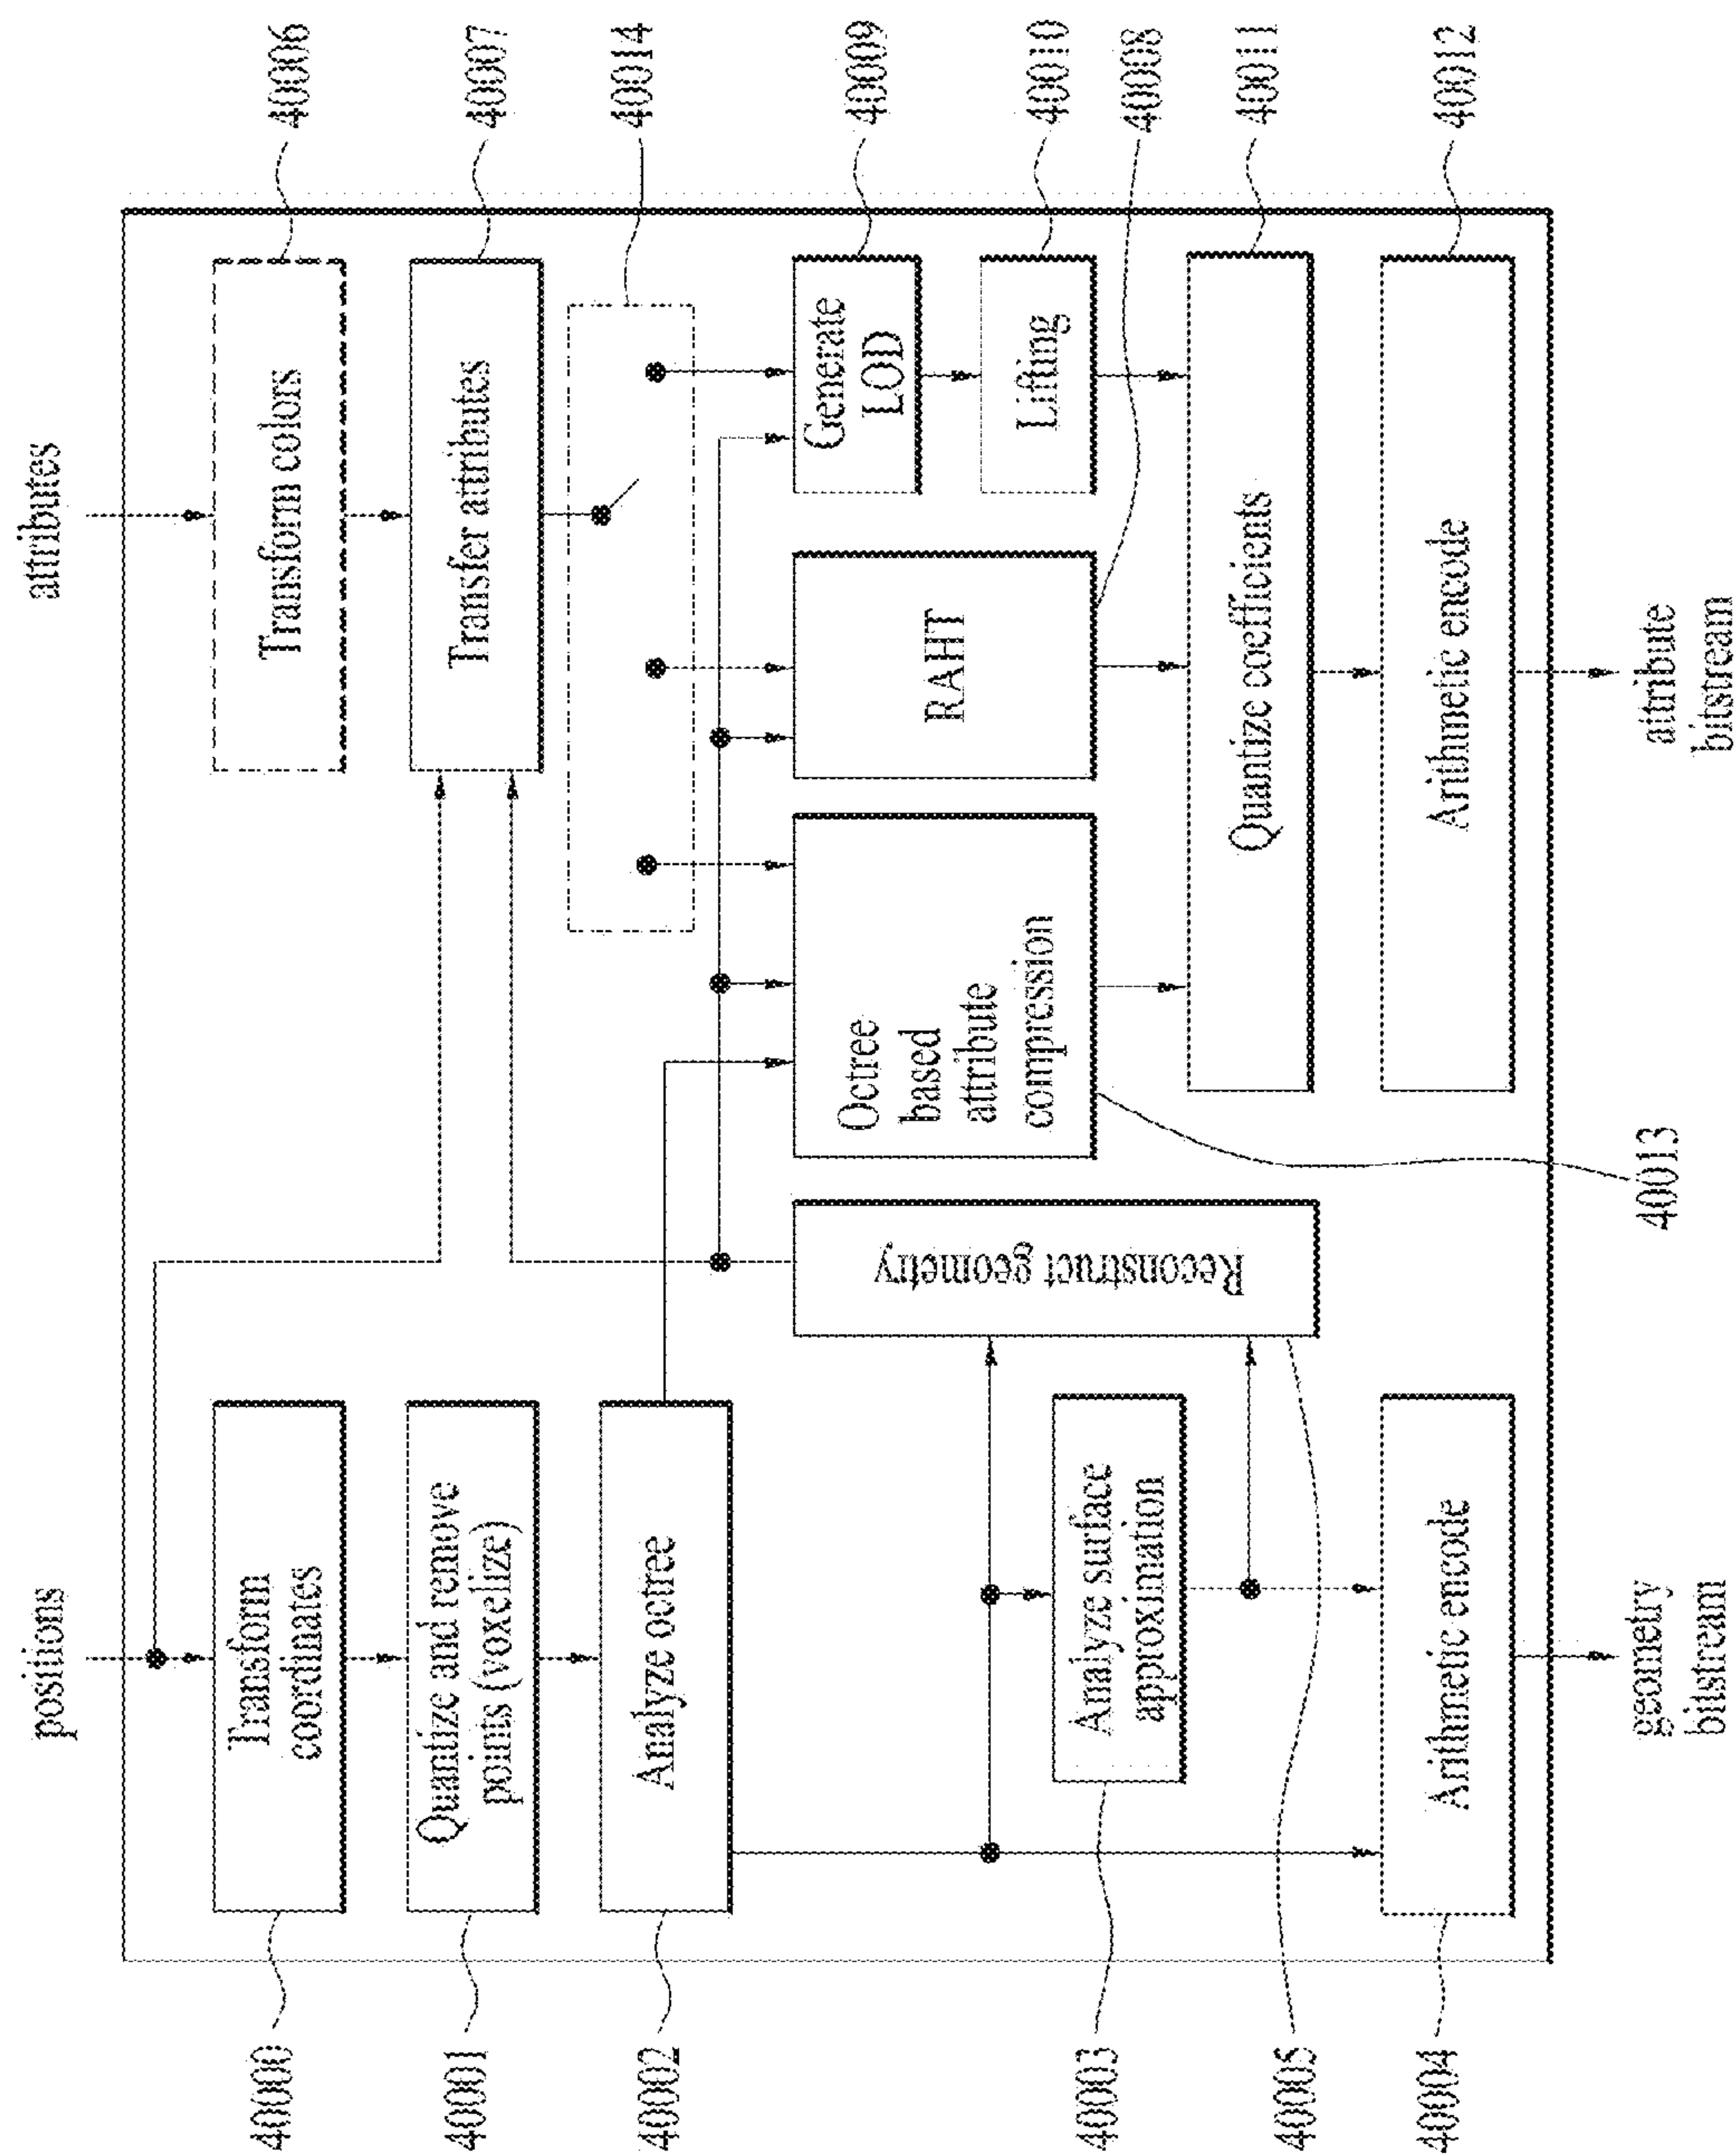 positions
attributes
40000
Transform
coordinates
40001
Quantize and remove
points (voxelize)
40002
Analyze octree
40003
Analyze surface
approximation
40005
Reconstruct geometry
40004
Arithmetic encode
geometry
bitstream
Transform colors
40006
Transfer attributes
40007
40014
Octree
based
attribute
compression
40013
RAHT
40008
Generate
LOD
40009
Lifting
40010
Quantize coefficients
40011
Arithmetic encode
40012
attribute
bitstream